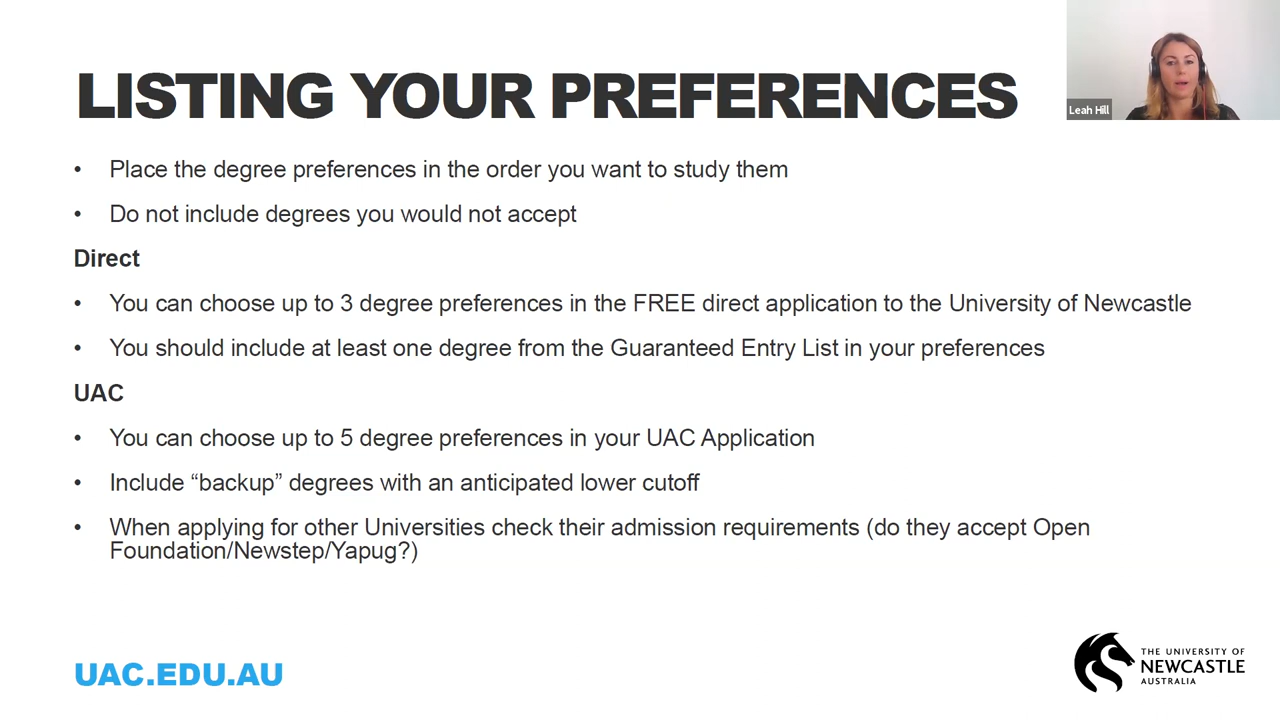 LISTING YOUR PREFERENCES
Leah Hill
• Place the degree preferences in the order you want to study them
• Do not include degrees you would not accept
Direct
• You can choose up to 3 degree preferences in the FREE direct application to the University of Newcastle
• You should include at least one degree from the Guaranteed Entry List in your preferences
UAC
• You can choose up to 5 degree preferences in your UAC Application
• Include “backup” degrees with an anticipated lower cutoff
• When applying for other Universities check their admission requirements (do they accept Open
Foundation/Newstep/Yapug?)
UAC.EDU.AU
THE UNIVERSITY OF
NEWCASTLE
AUSTRALIA